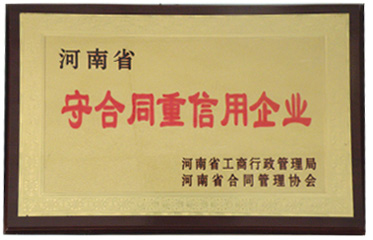 河南省
守合同重信用企业
河南省工商行政管理局
河南省合同管理协会